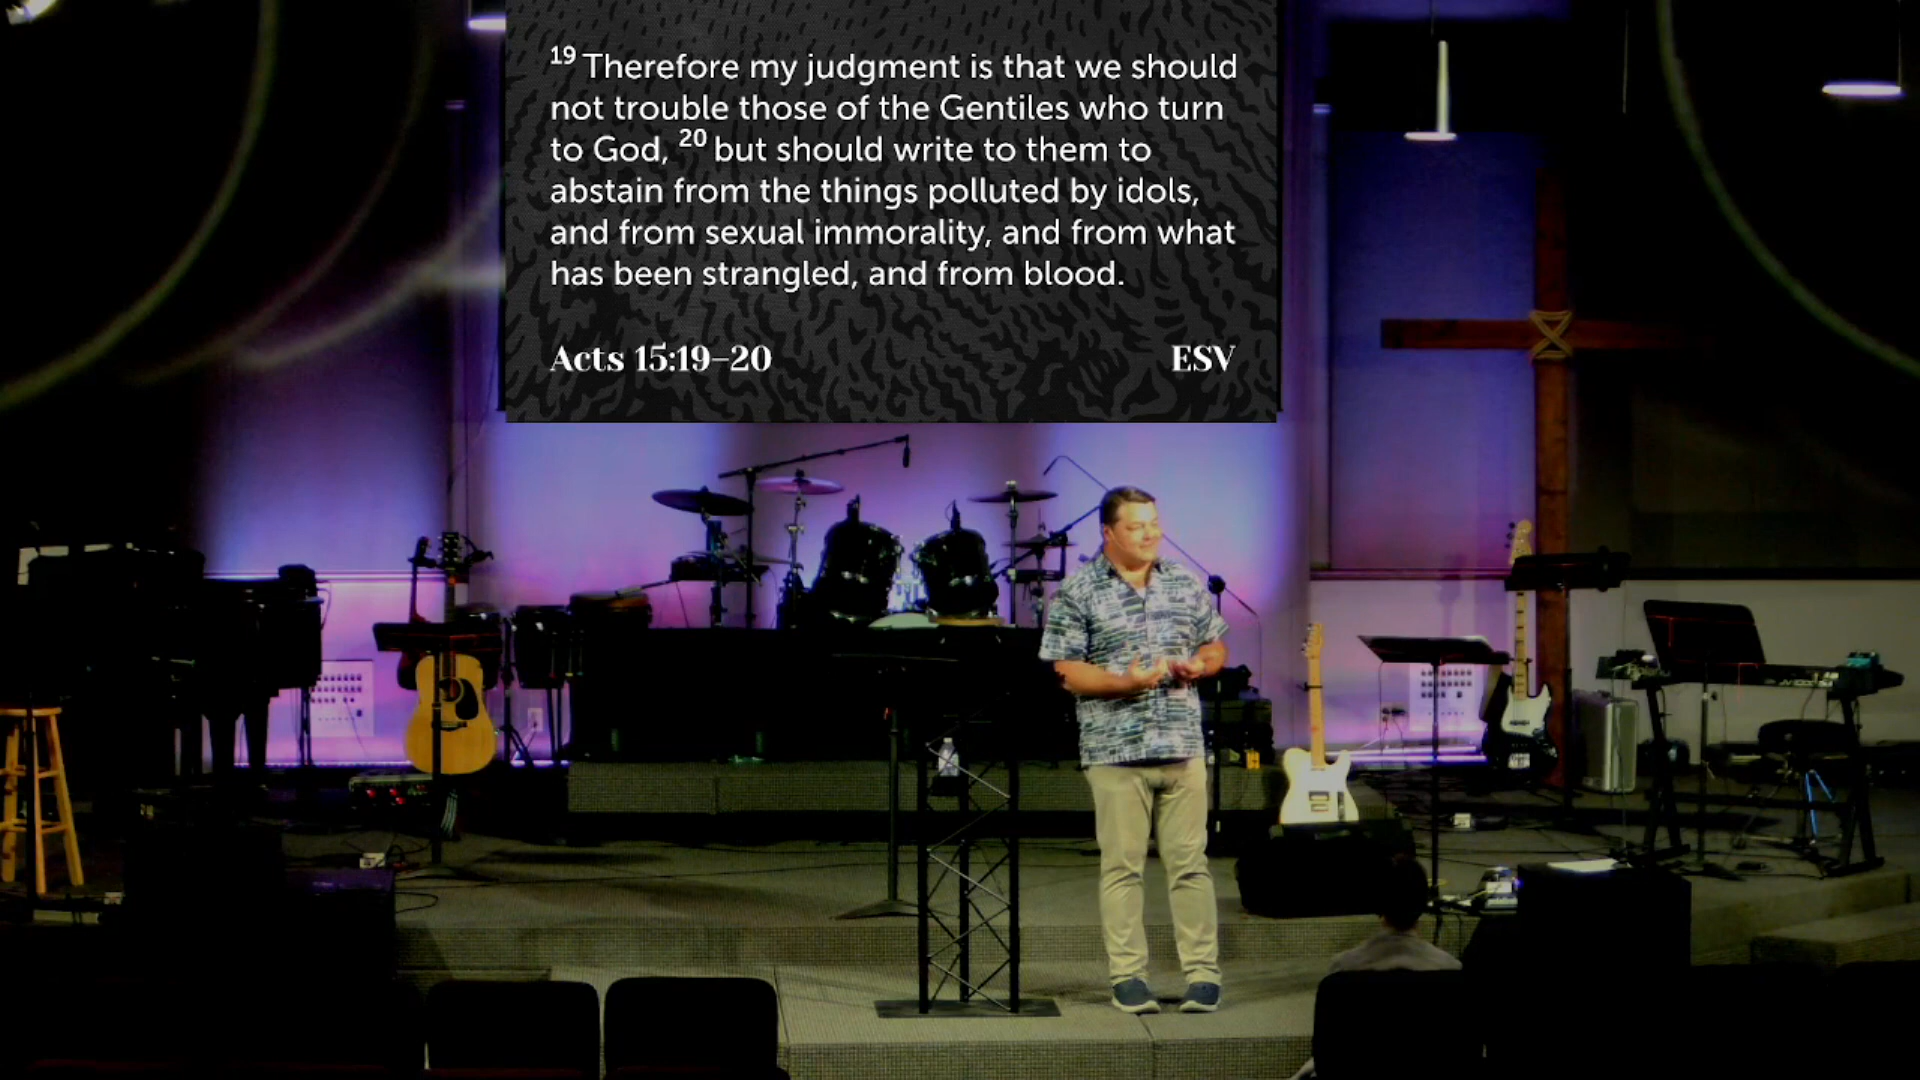 19 Therefore my judgment is that we should
not trouble those of the Gentiles who turn
to God, 20 but should write to them to
abstain from the things polluted by idols,
and from sexual immorality, and from what
has been strangled, and from blood.
Acts 15:19–20 ESV
Roland